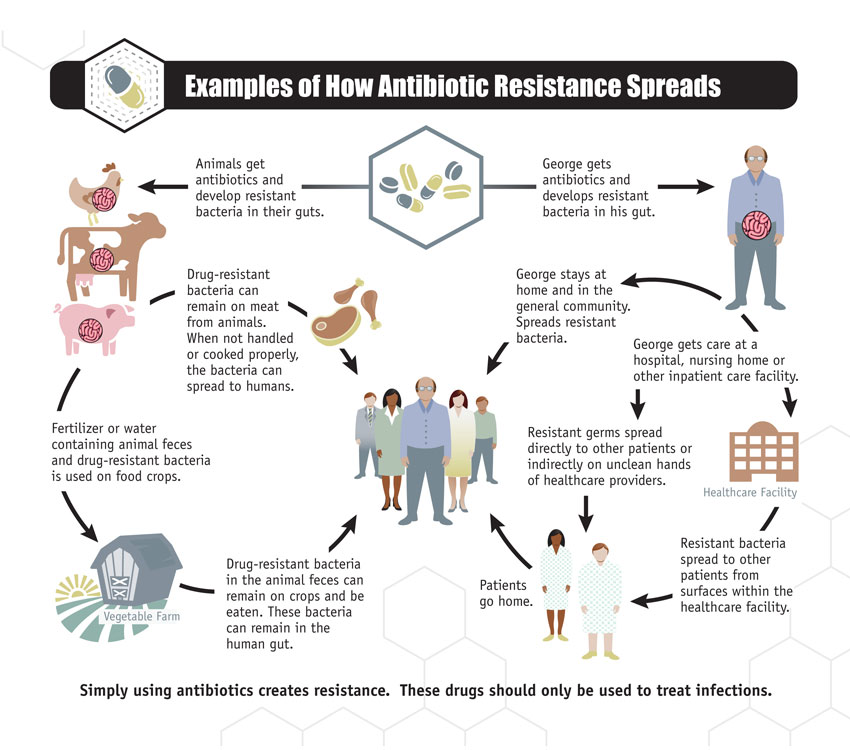 Examples of How Antibiotic Resistance Spreads
Animals get
antibiotics and
develop resistant
bacteria in their guts.
George gets
antibiotics and
develops resistant
bacteria in his gut.
Drug-resistant
bacteria can
remain on meat
from animals.
When not handled
or cooked properly,
the bacteria can
spread to humans.
George stays at
home and in the
general community.
Spreads resistant
bacteria.
George gets care at a
hospital, nursing home or
other inpatient care facility.
Fertilizer or water
containing animal feces
and drug-resistant bacteria
is used on food crops.
Resistant germs spread
directly to other patients or
indirectly on unclean hands
of healthcare providers.
Healthcare Facility
Vegetable Farm
Drug-resistant bacteria
in the animal feces can
remain on crops and be
eaten. These bacteria
can remain in the
human gut.
Patients
go home.
Resistant bacteria
spread to other
patients from
surfaces within the
healthcare facility.
Simply using antibiotics creates resistance. These drugs should only be used to treat infections.